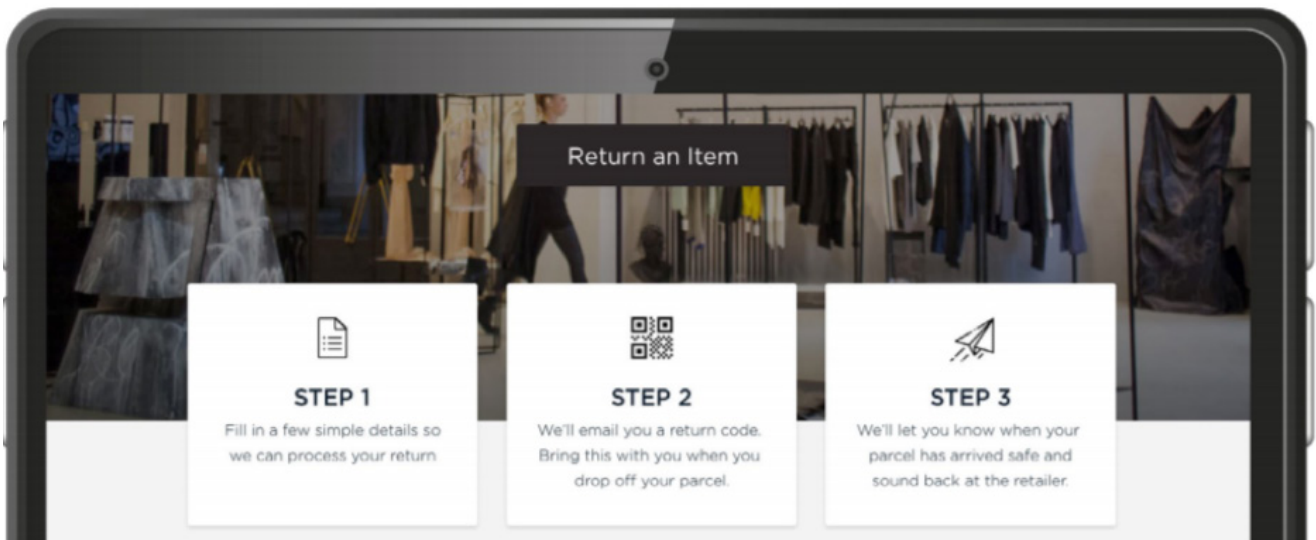 Return an Item
STEP 1
Fill in a few simple details so
we can process your return
STEP 2
We'll email you a return code.
Bring this with you when you
drop off your parcel.
STEP 3
We'll let you know when your
parcel has arrived safe and
sound back at the retailer.